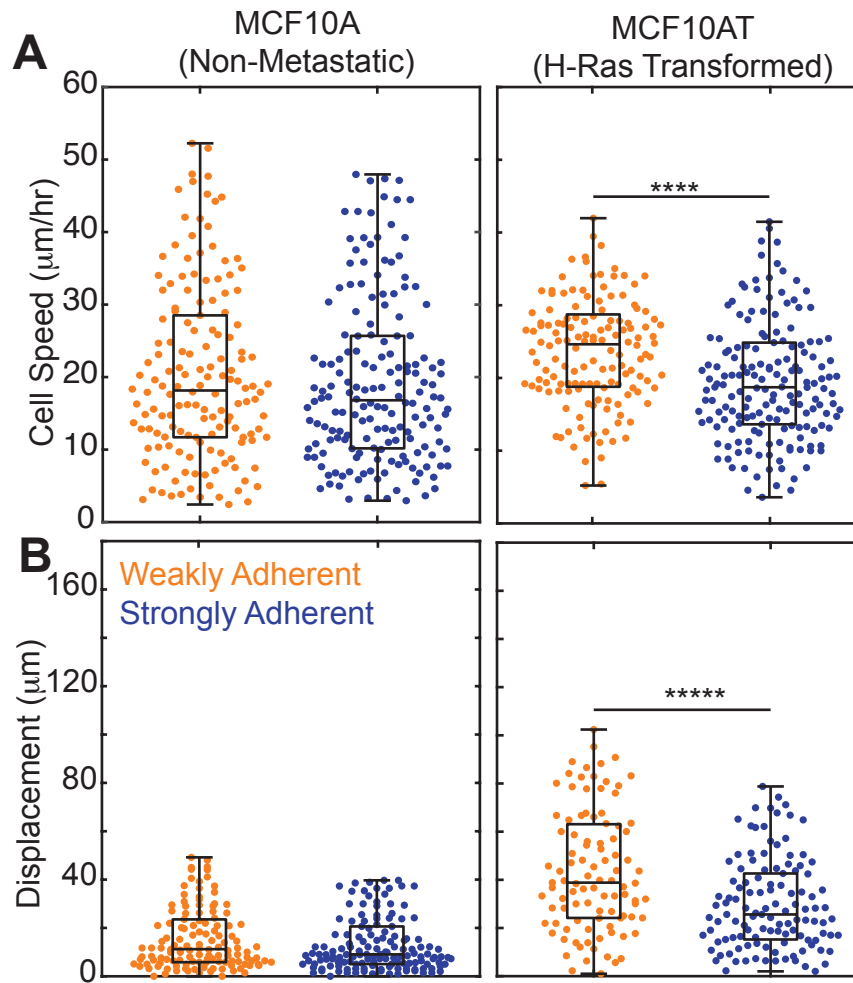 A
MCF10A
(Non-Metastatic)
MCF10AT
(H-Ras Transformed)
Cell Speed (μm/hr)
60
50
40
30
20
10
0
****
B
Weakly Adherent
Strongly Adherent
Displacement (μm)
160
120
80
40
0
*****